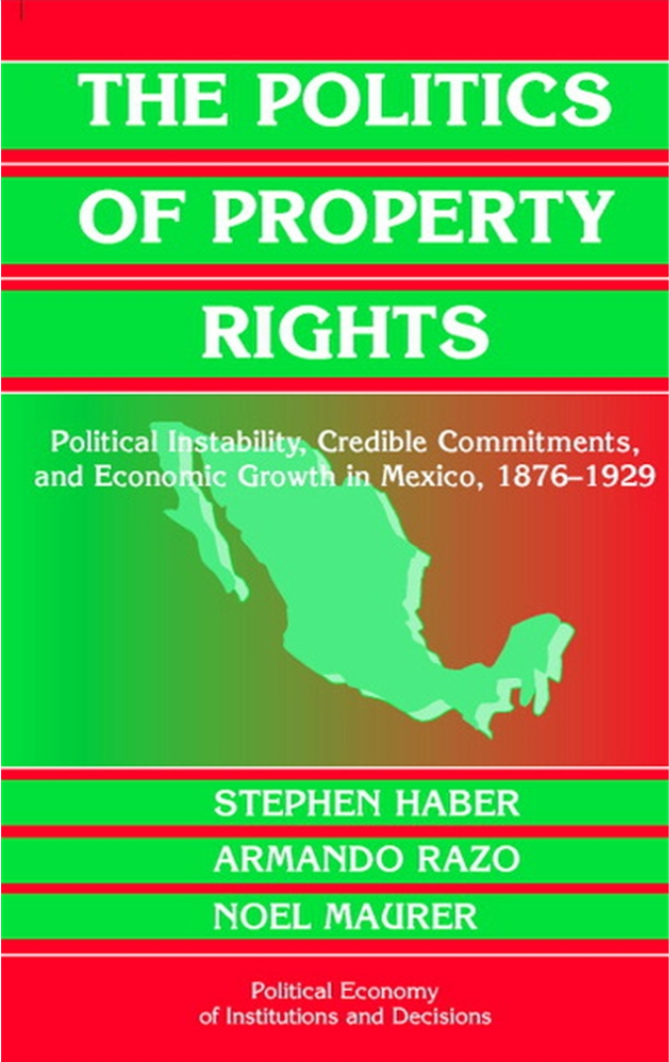 THE POLITICS
OF PROPERTY
RIGHTS
Political Instability, Credible Commitments,
and Economic Growth in Mexico, 1876–1929
STEPHEN HABER
ARMANDO RAZO
NOEL MAURER
Political Economy
of Institutions and Decisions